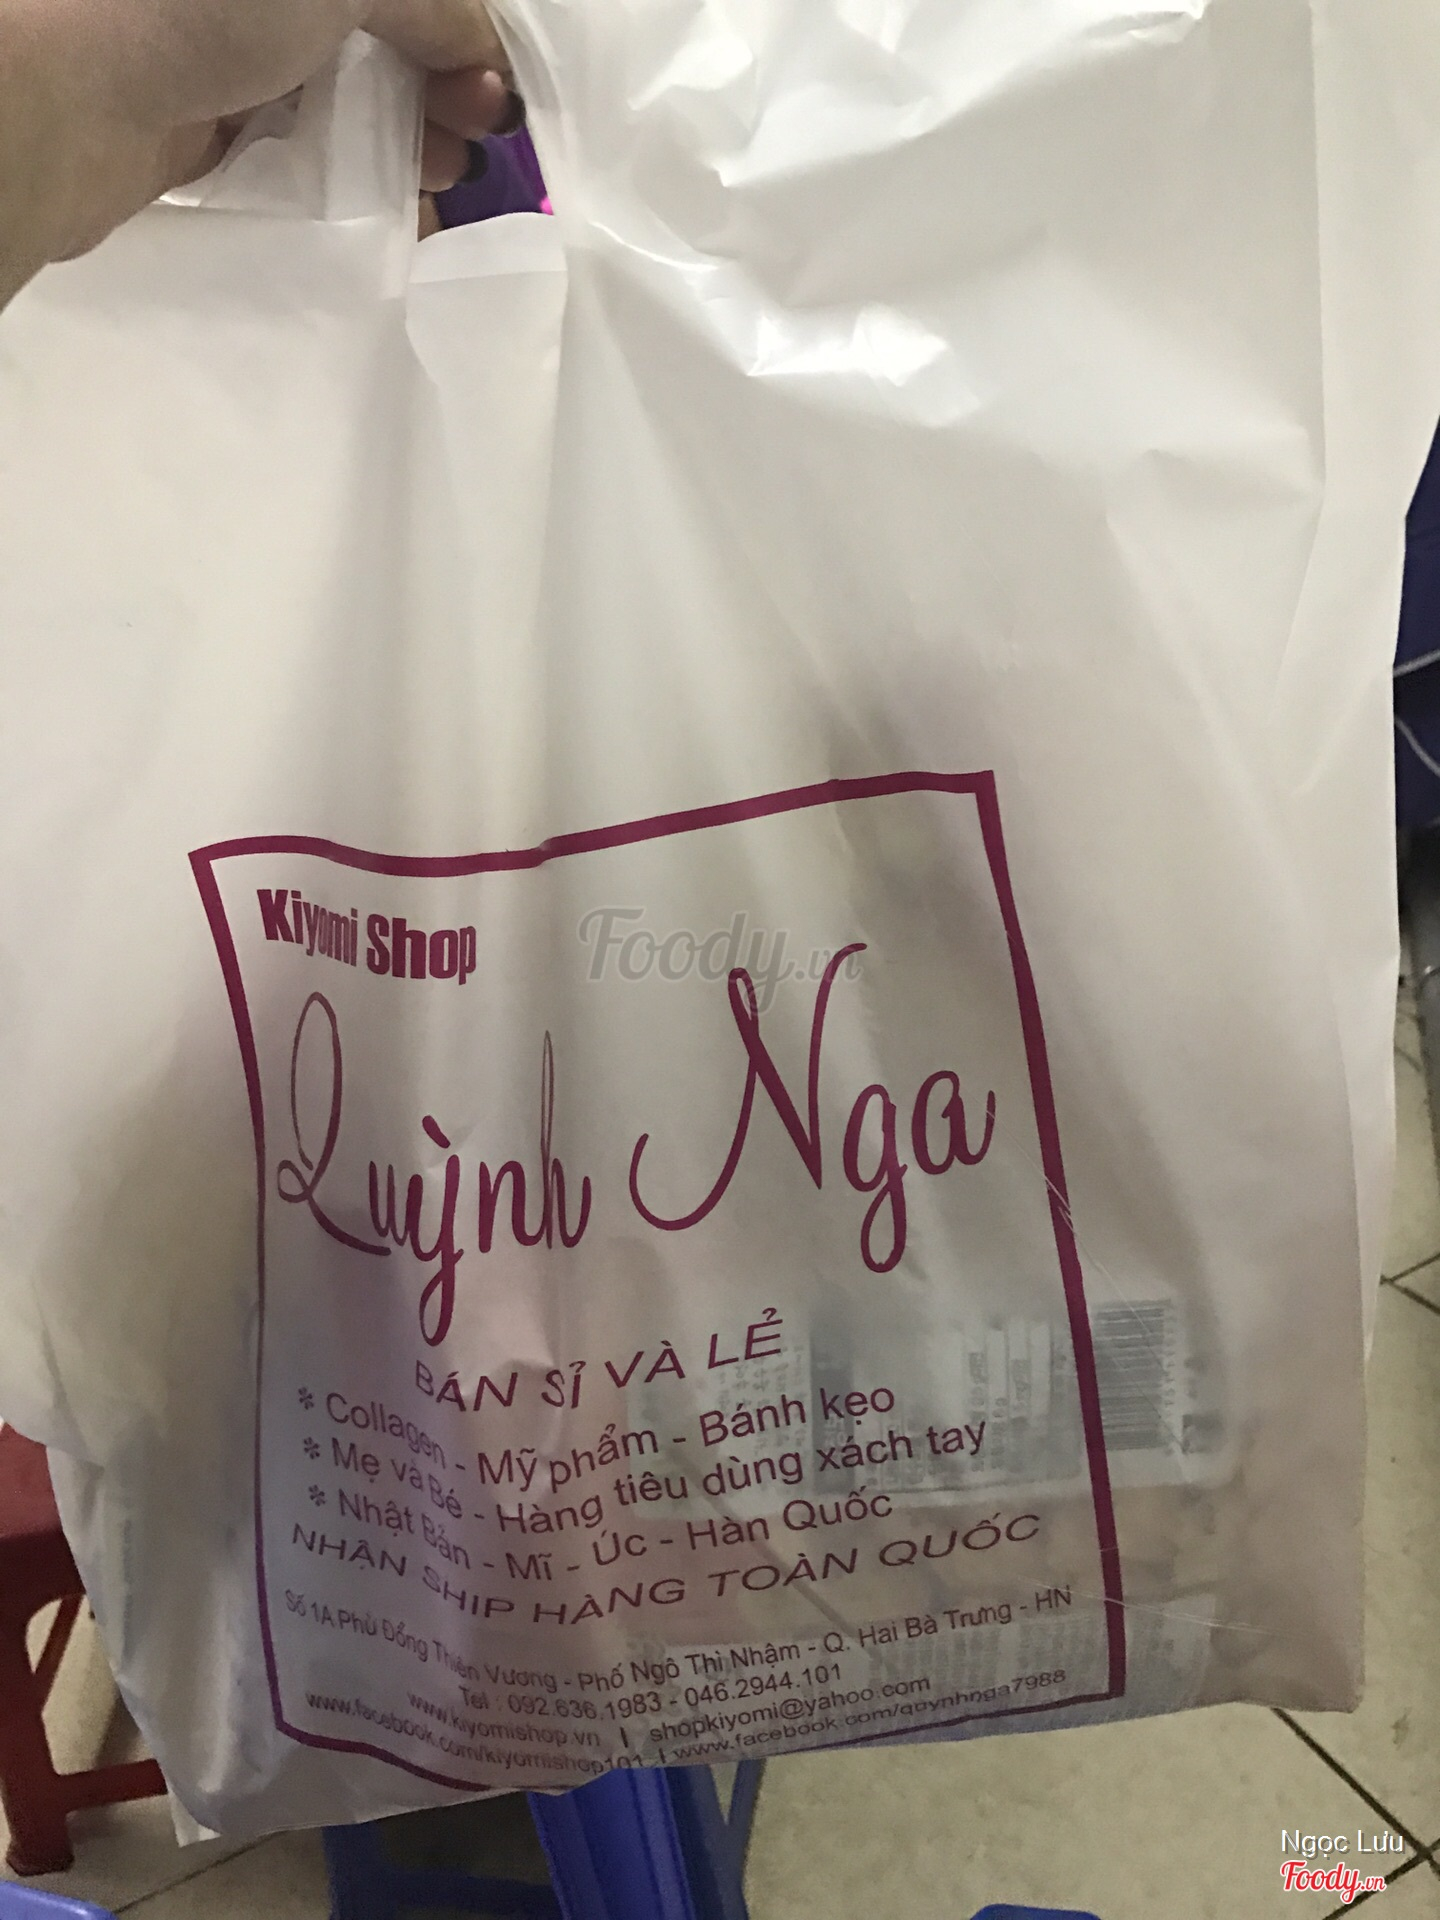 Kiyomi Shop
Foody.vn
Quỳnh Nga
BÁN SỈ VÀ LẺ
* Collagen - Mỹ phẩm - Bánh kẹo
* Mẹ và Bé - Hàng tiêu dùng xách tay
* Nhật Bản - Mĩ - Úc - Hàn Quốc
NHẬN SHIP HÀNG TOÀN QUỐC
Số 1A Phù Đổng Thiên Vương - Phố Ngô Thì Nhậm - Q. Hai Bà Trưng - HN
Tel : 092.636.1983 - 046.2944.101
www.kiyomishop.vn | shopkiyomi@yahoo.com
www.facebook.com/kiyomishop101 | www.facebook.com/quynhnga7988
Ngọc Lưu
Foody.vn